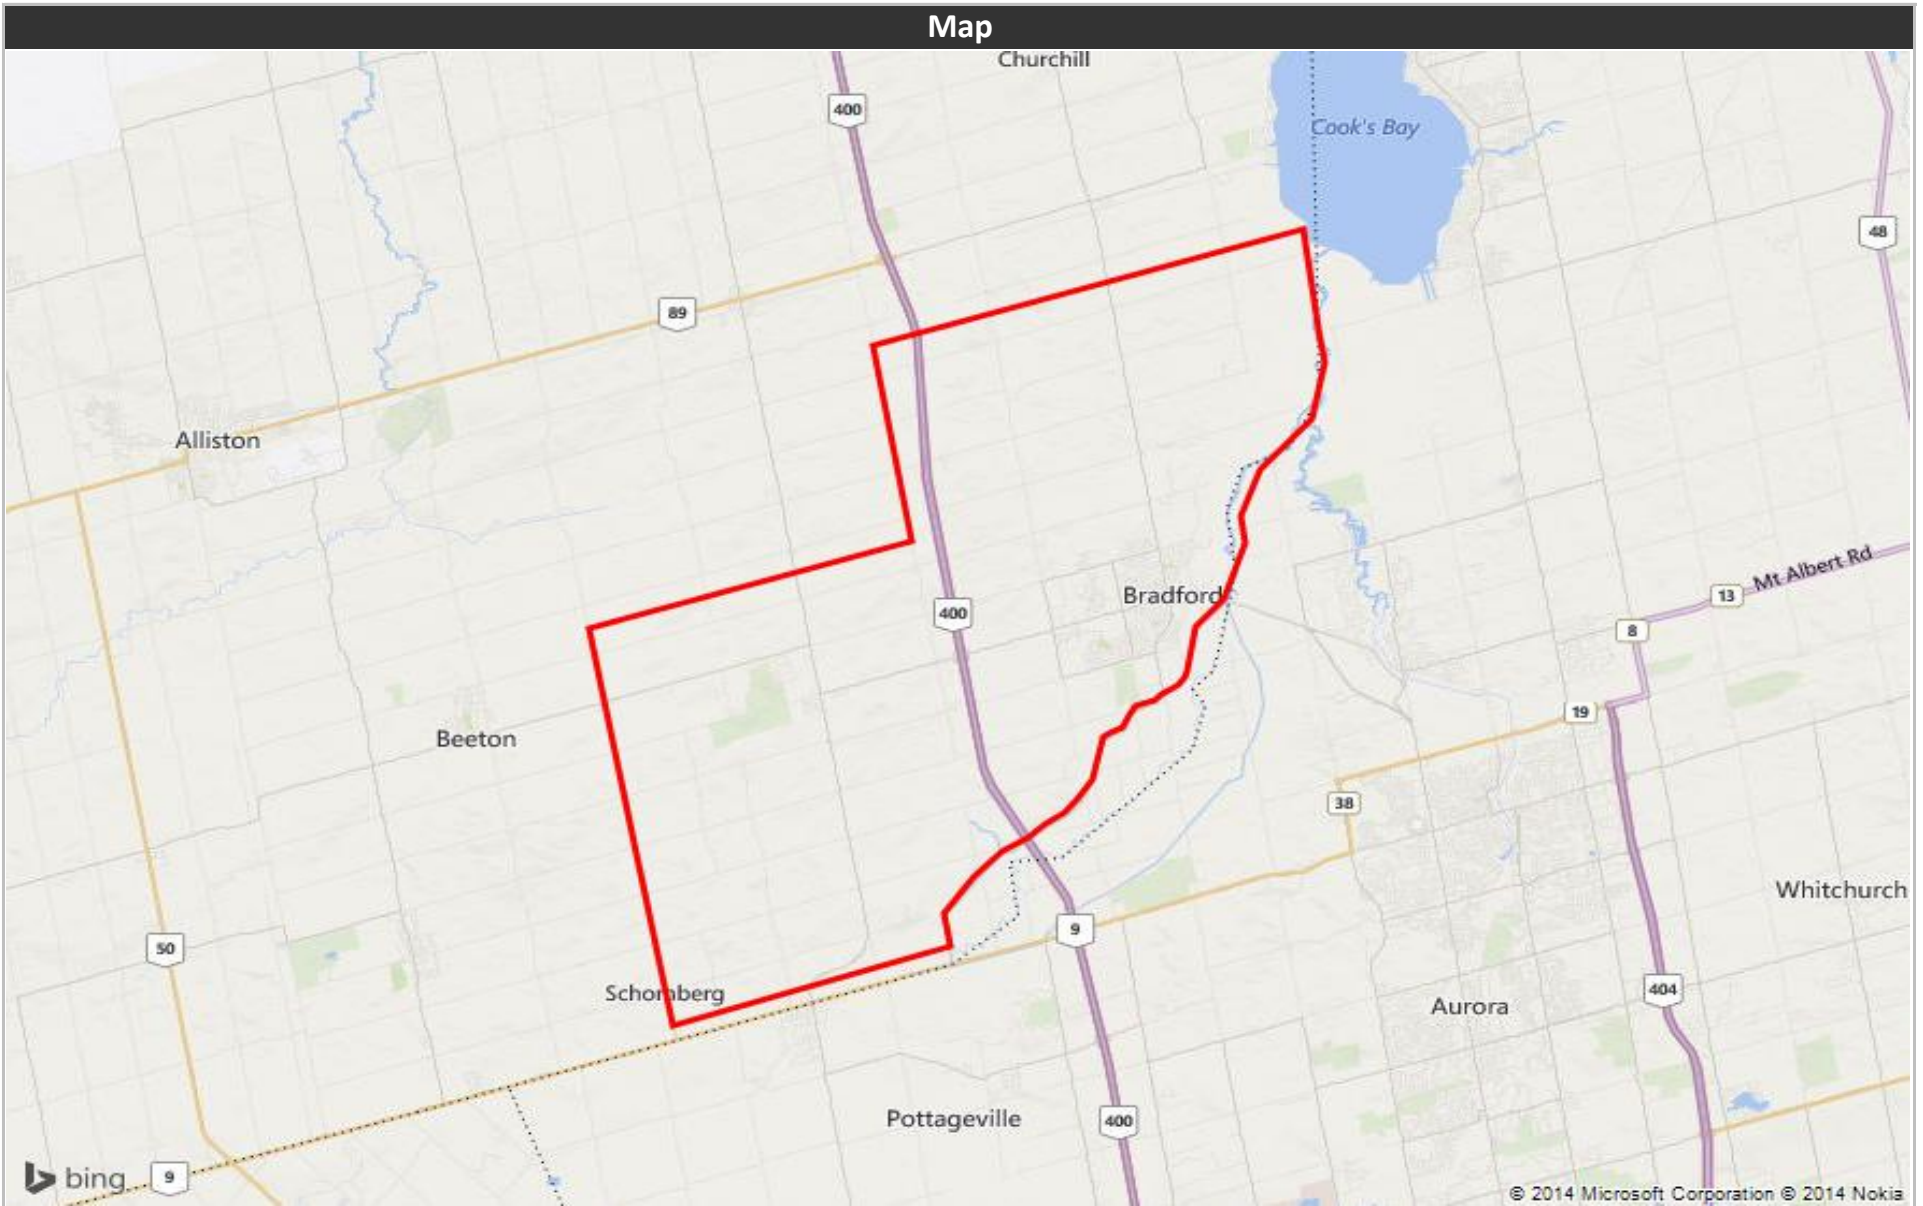 Map
Churchill
400
Cook's Bay
48
89
Alliston
Mt Albert Rd
13
Bradford
400
8
19
Beeton
38
Whitchurch
9
50
404
Schomberg
Aurora
Pottageville
400
bing
9
© 2014 Microsoft Corporation © 2014 Nokia